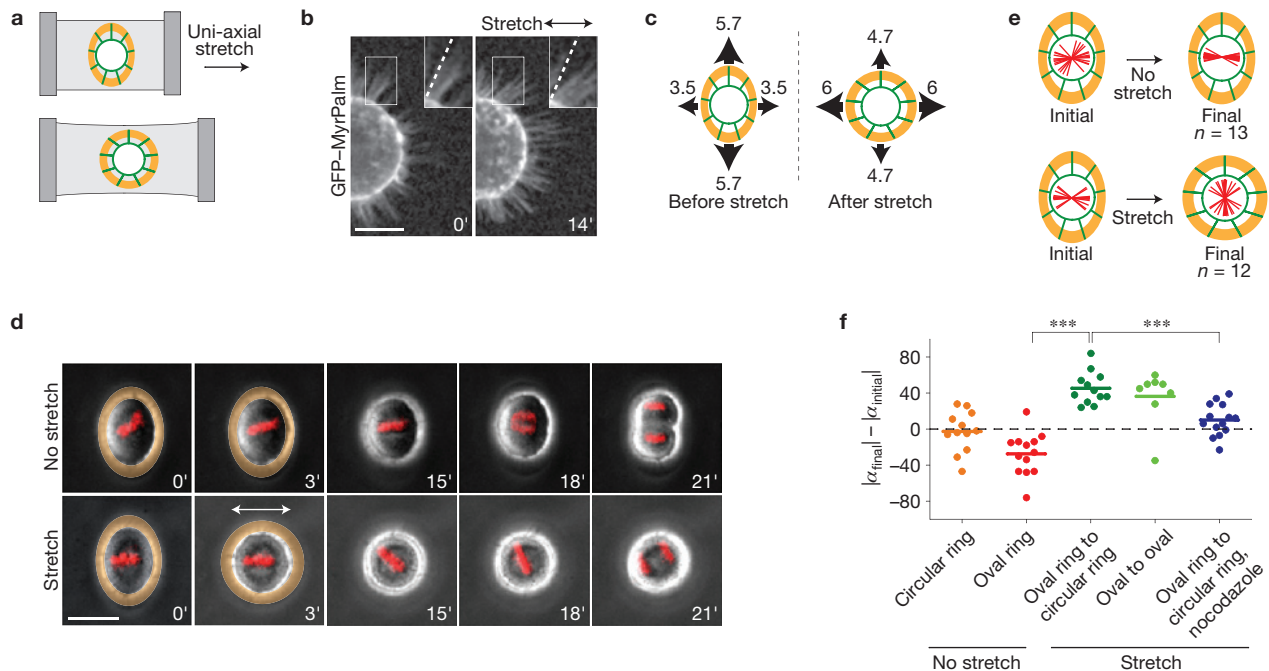 a
Uni-axial
stretch
b
Stretch
GFP–MyrPalm
0'
14'
c
5.7
3.5
3.5
5.7
Before stretch
4.7
6
6
4.7
After stretch
e
Initial
No
stretch
Final
n = 13
Initial
Stretch
Final
n = 12
d
No stretch
0'
3'
15'
18'
21'
Stretch
0'
3'
15'
18'
21'
f
***
***
|αfinal| – |αinitial|
80
40
0
–40
–80
Circular ring
Oval ring
Oval ring to
circular ring
Oval to oval
Oval ring to
circular ring,
nocodazole
No stretch
Stretch